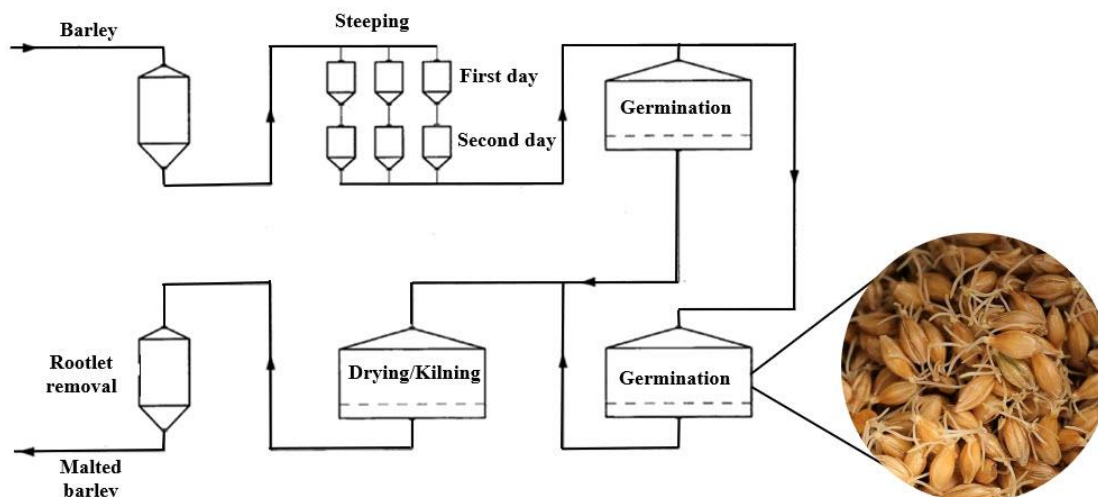 Barley
Steeping
First day
Second day
Germination
Rootlet
removal
Drying/Kilning
Germination
Malted
barley